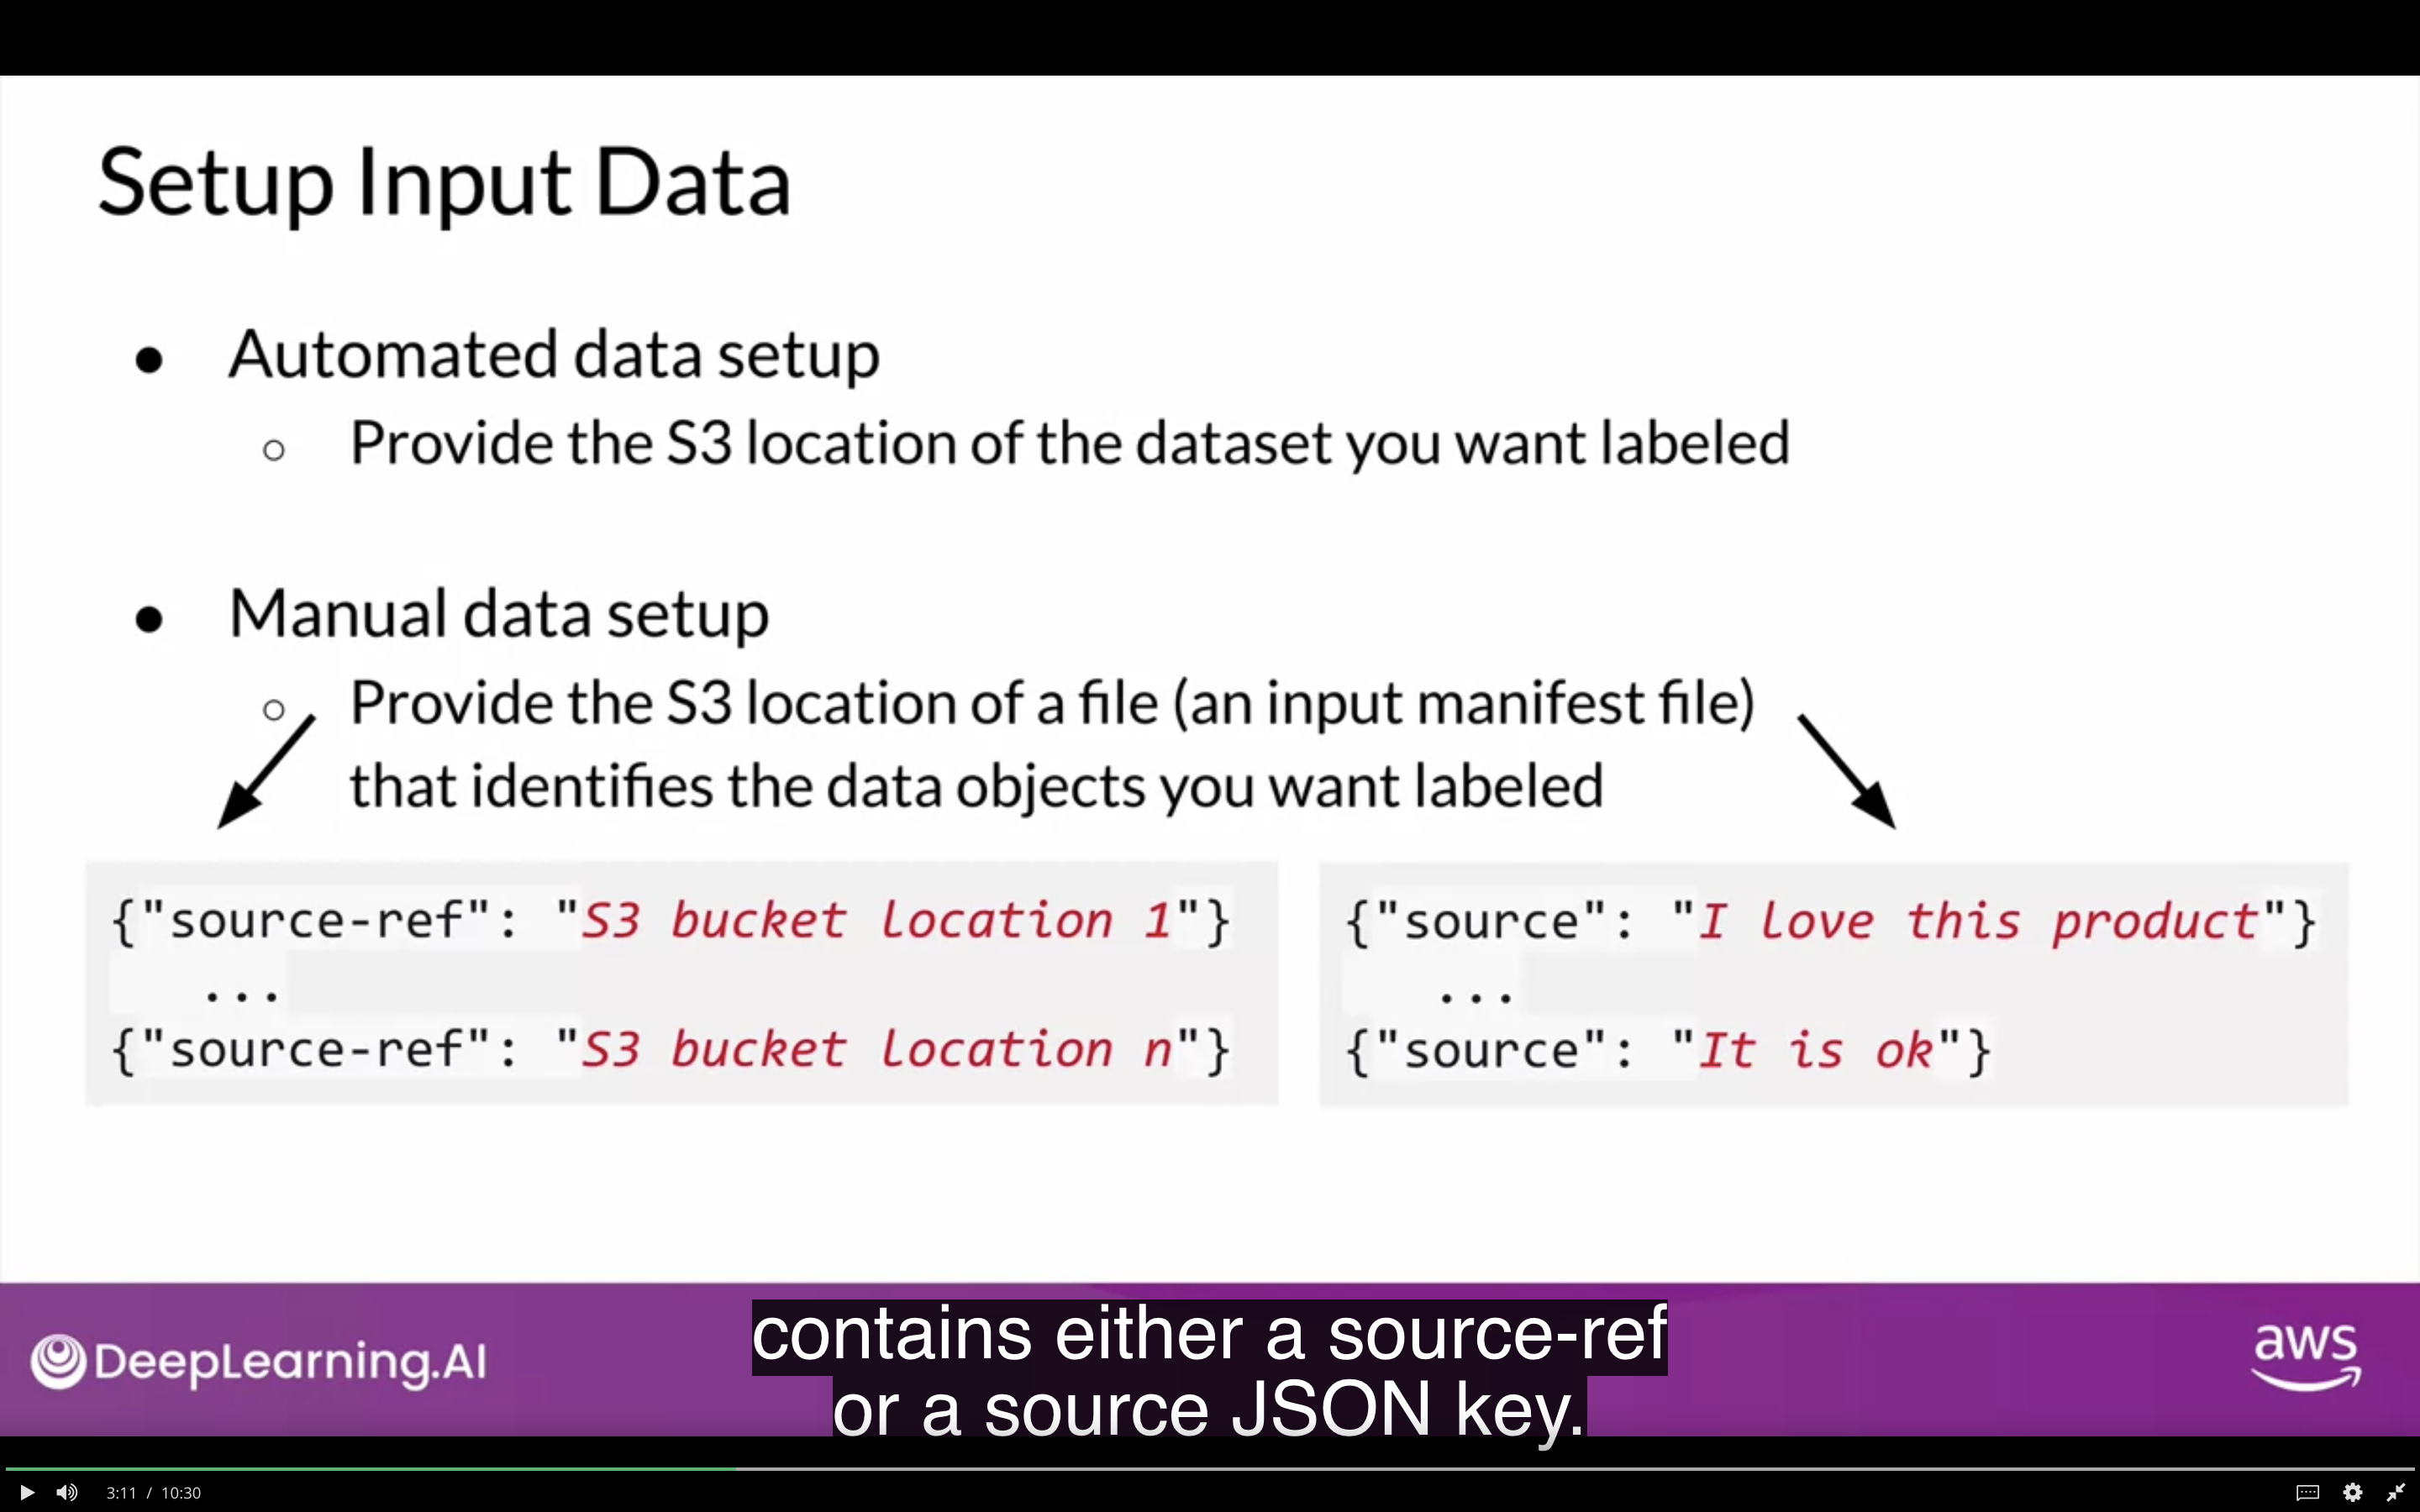 Setup Input Data
● Automated data setup
○ Provide the S3 location of the dataset you want labeled
● Manual data setup
○ Provide the S3 location of a file (an input manifest file)
that identifies the data objects you want labeled
{"source-ref": "S3 bucket location 1"}
...
{"source-ref": "S3 bucket location n"}
{"source": "I love this product"}
...
{"source": "It is ok"}
DeepLearning.AI
contains either a source-ref
or a source JSON key.
aws
3:11 / 10:30